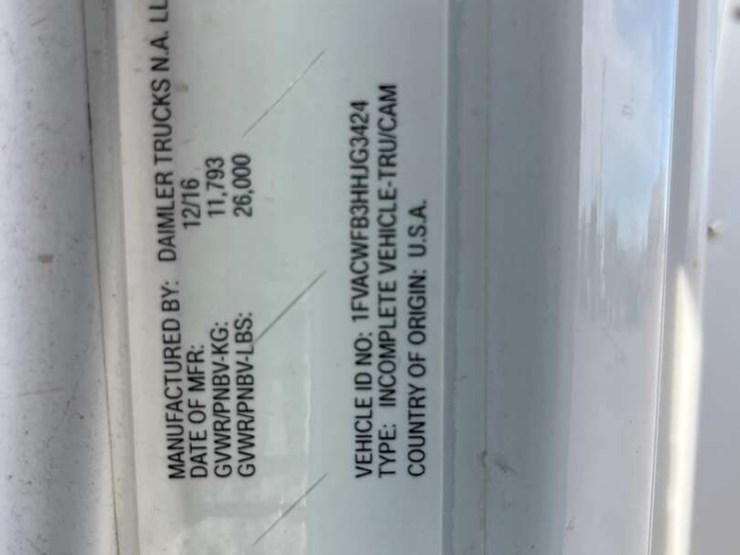 MANUFACTURED BY: DAIMLER TRUCKS N.A. LL
DATE OF MFR: 12/16
GVWR/PNBV-KG: 11,793
GVWR/PNBV-LBS: 26,000
VEHICLE ID NO: 1FVACWFB3HHJG3424
TYPE: INCOMPLETE VEHICLE-TRU/CAM
COUNTRY OF ORIGIN: U.S.A.